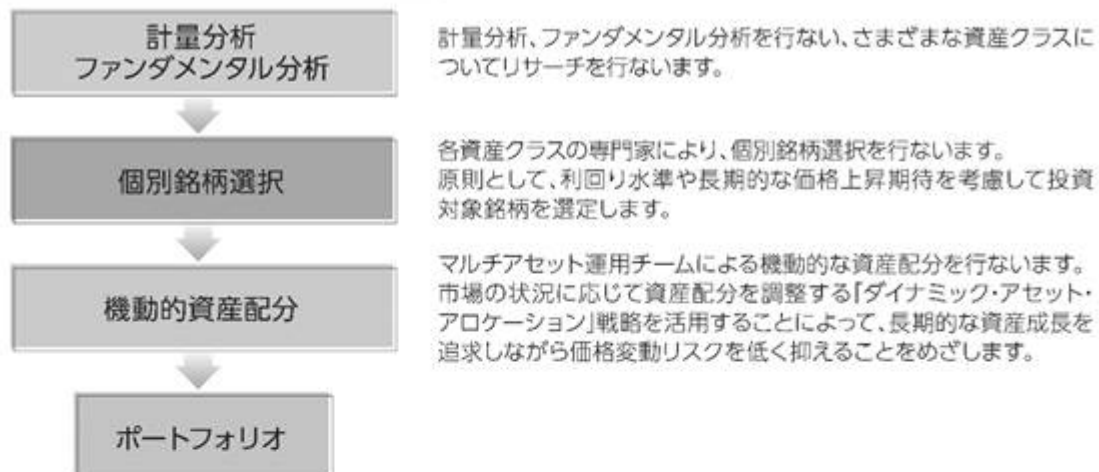 計量分析
ファンダメンタル分析
計量分析、ファンダメンタル分析を行ない、さまざまな資産クラスに
ついてリサーチを行ないます。
個別銘柄選択
各資産クラスの専門家により、個別銘柄選択を行ないます。
原則として、利回り水準や長期的な価格上昇期待を考慮して投資
対象銘柄を選定します。
機動的資産配分
マルチアセット運用チームによる機動的な資産配分を行ないます。
市場の状況に応じて資産配分を調整する「ダイナミック・アセット・
アロケーション」戦略を活用することによって、長期的な資産成長を
追求しながら価格変動リスクを低く抑えることをめざします。
ポートフォリオ